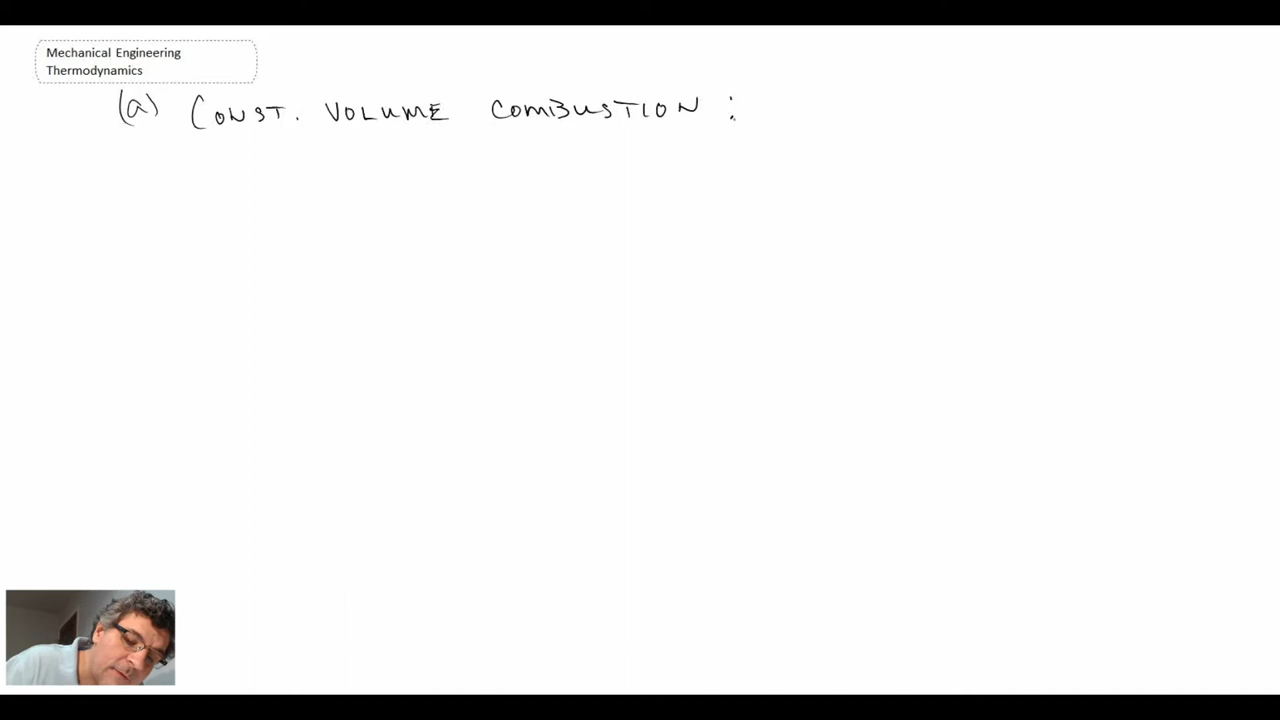 Mechanical Engineering
Thermodynamics
(a) CONST. VOLUME COMBUSTION :